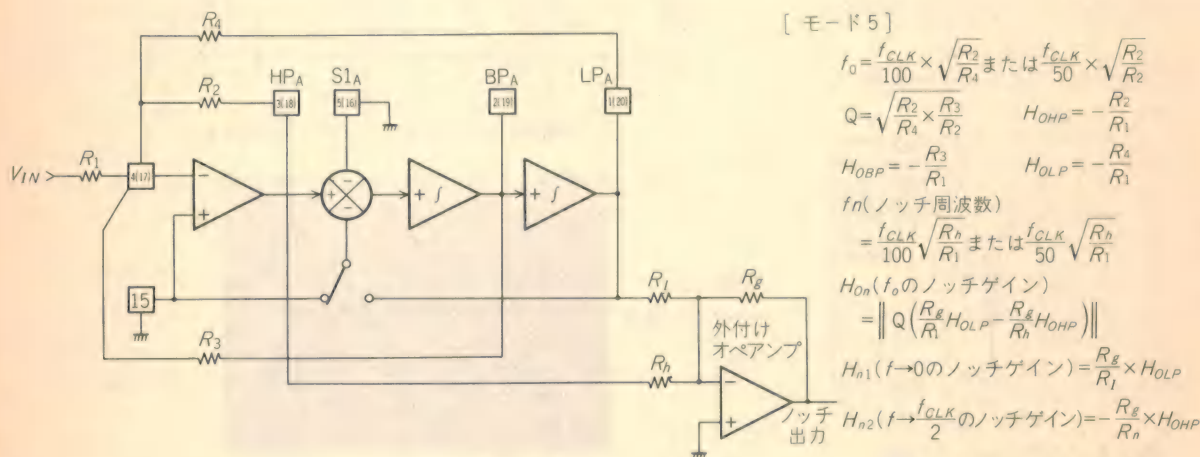 [ モード5 ]
R4
R2
HPA
S1A
BPA
LPA
3(18)
5(16)
2(19)
1(20)
VIN
R1
4(17)
−
+
+
−
−
+ ∫
+ ∫
15
R3
Rl
Rg
Rh
外付け
オペアンプ
−
+
ノッチ
出力
f0 = fCLK/100 × √(R2/R4) または fCLK/50 × √(R2/R2)
Q = √(R2/R4 × R3/R2)
HOHP = − R2/R1
HOBP = − R3/R1
HOLP = − R4/R1
fn(ノッチ周波数)
= fCLK/100 √(Rh/R1) または fCLK/50 √(Rh/R1)
HOn(foのノッチゲイン)
= ‖ Q (Rg/Rl HOLP − Rg/Rh HOHP) ‖
Hn1(f→0のノッチゲイン) = Rg/Rl × HOLP
Hn2(f→ fCLK/2 のノッチゲイン) = − Rg/Rn × HOHP